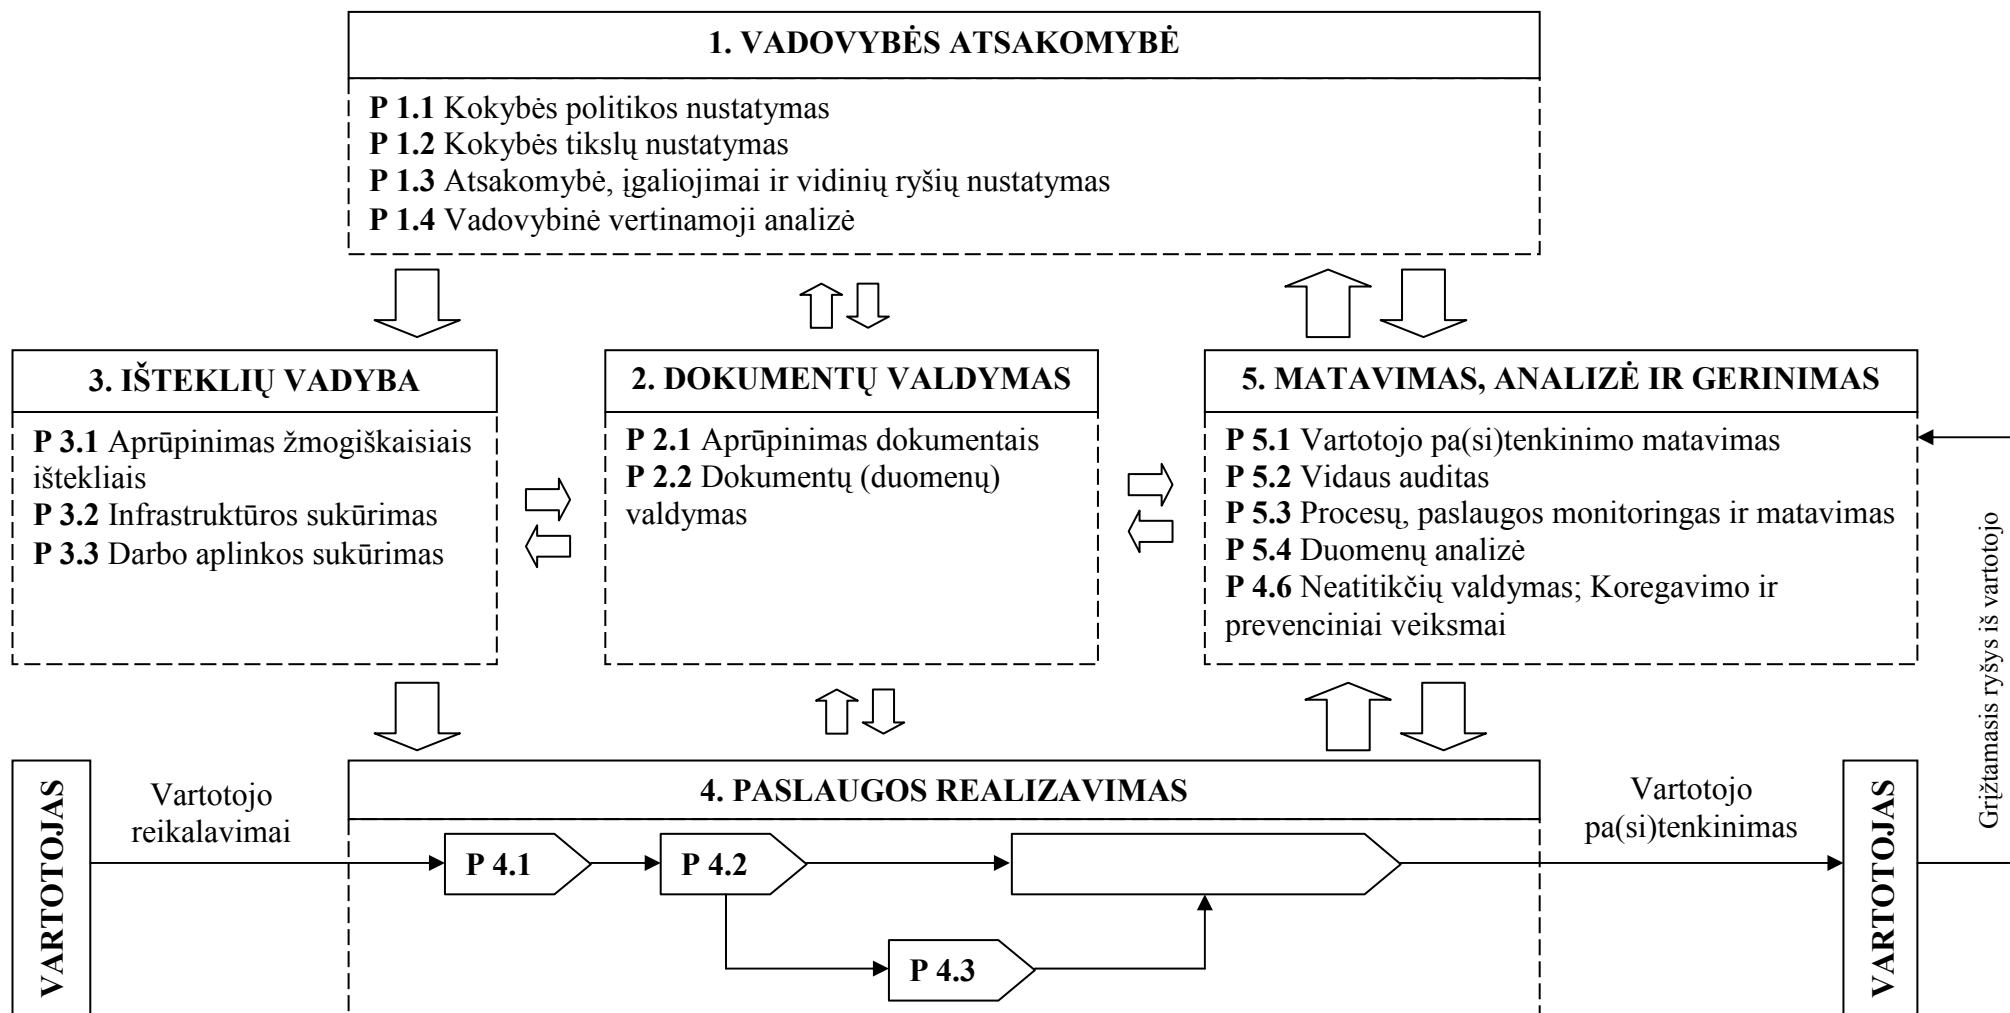 1. VADOVYBĖS ATSAKOMYBĖ
P 1.1 Kokybės politikos nustatymas
P 1.2 Kokybės tikslų nustatymas
P 1.3 Atsakomybė, įgaliojimai ir vidinių ryšių nustatymas
P 1.4 Vadovybinė vertinamoji analizė
3. IŠTEKLIŲ VADYBA
P 3.1 Aprūpinimas žmogiškaisiais
ištekliais
P 3.2 Infrastruktūros sukūrimas
P 3.3 Darbo aplinkos sukūrimas
2. DOKUMENTŲ VALDYMAS
P 2.1 Aprūpinimas dokumentais
P 2.2 Dokumentų (duomenų)
valdymas
5. MATAVIMAS, ANALIZĖ IR GERINIMAS
P 5.1 Vartotojo pa(si)tenkinimo matavimas
P 5.2 Vidaus auditas
P 5.3 Procesų, paslaugos monitoringas ir matavimas
P 5.4 Duomenų analizė
P 4.6 Neatitikčių valdymas; Koregavimo ir
prevenciniai veiksmai
Grįžtamasis ryšys iš vartotojo
VARTOTOJAS
Vartotojo
reikalavimai
4. PASLAUGOS REALIZAVIMAS
P 4.1
P 4.2
P 4.3
Vartotojo
pa(si)tenkinimas
VARTOTOJAS